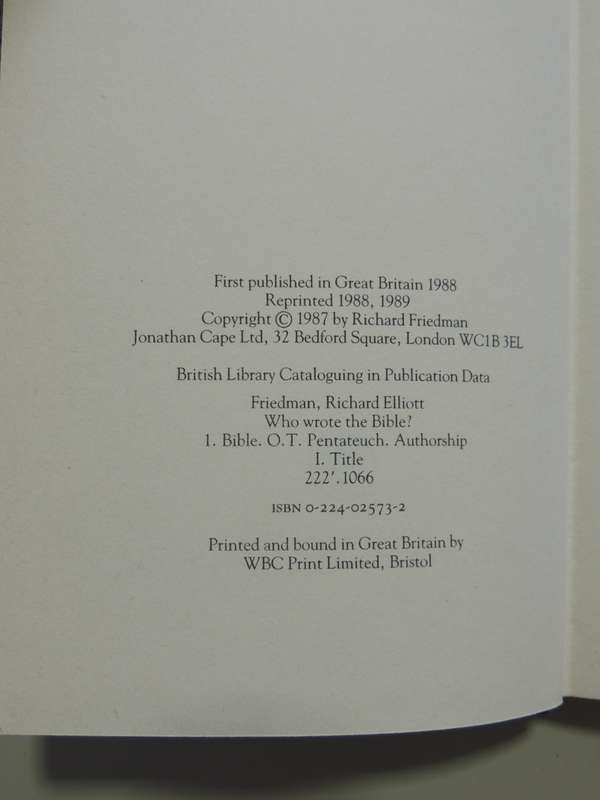 First published in Great Britain 1988
Reprinted 1988, 1989
Copyright © 1987 by Richard Friedman
Jonathan Cape Ltd, 32 Bedford Square, London WC1B 3EL
British Library Cataloguing in Publication Data
Friedman, Richard Elliott
Who wrote the Bible?
1. Bible. O.T. Pentateuch. Authorship
I. Title
222'.1066
ISBN 0-224-02573-2
Printed and bound in Great Britain by
WBC Print Limited, Bristol